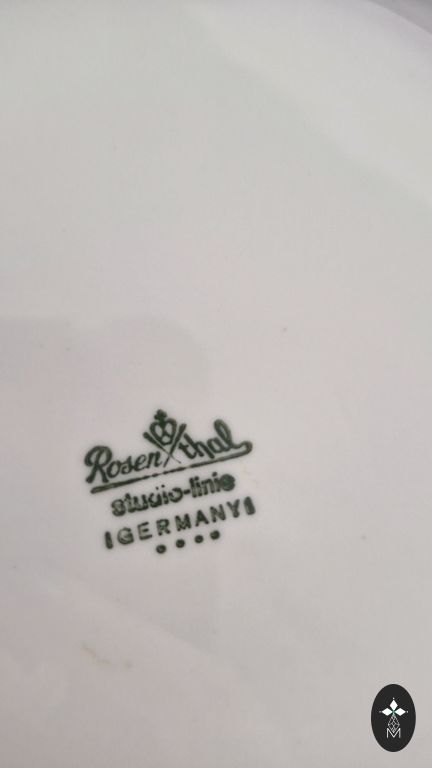 Rosenthal
studio-linie
GERMANY
M